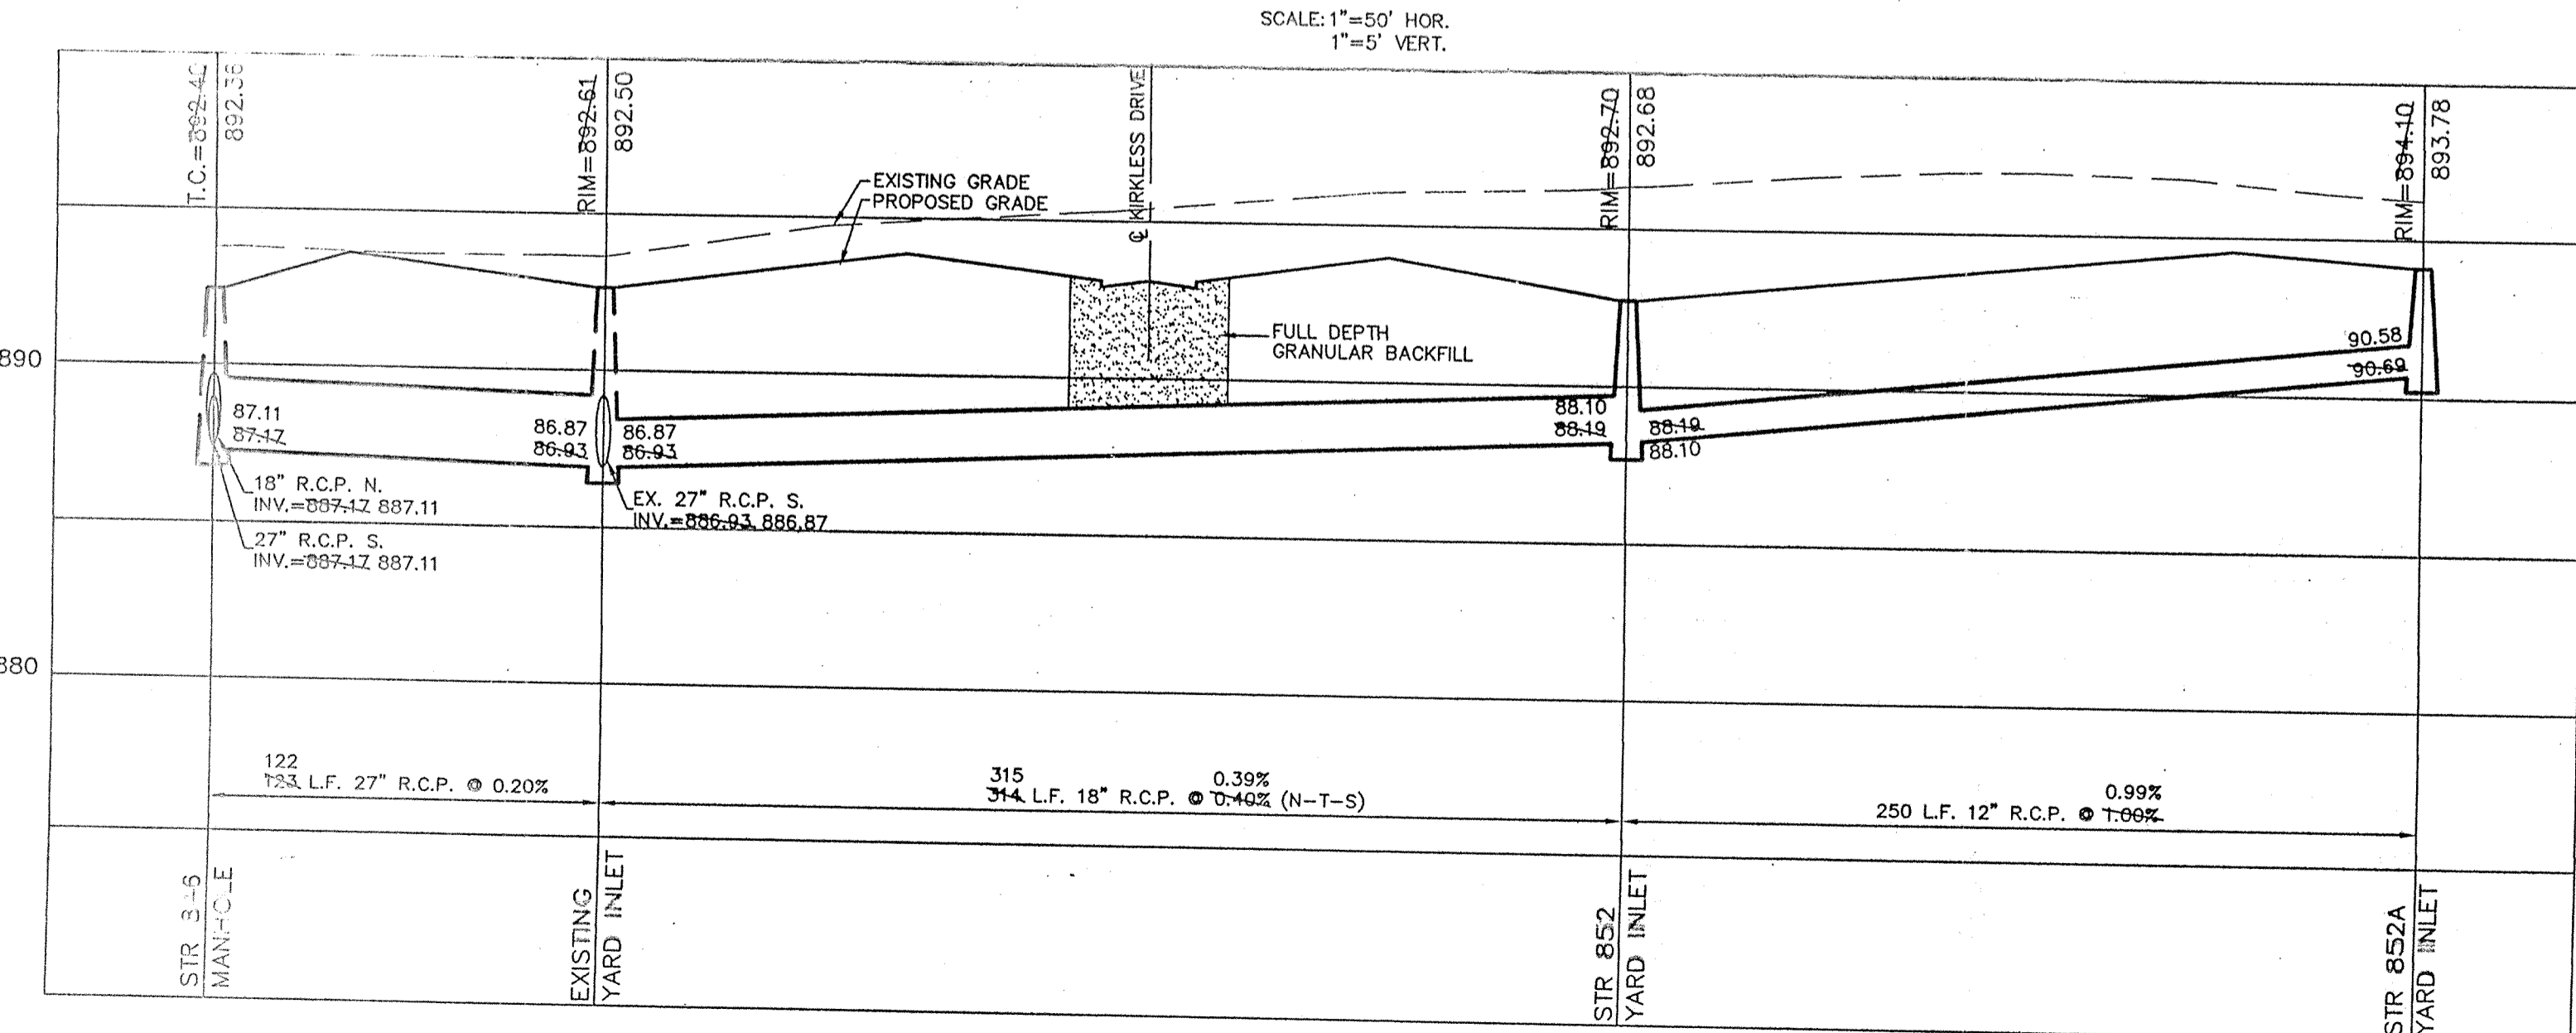 SCALE: 1"=50' HOR.
1"=5' VERT.
T.C.=892.40
892.38
RIM=892.61
892.50
℄ KIRKLESS DRIVE
RIM=892.70
892.68
RIM=894.10
893.78
EXISTING GRADE
PROPOSED GRADE
FULL DEPTH
GRANULAR BACKFILL
890
87.11
87.17
86.87
86.93
86.87
86.93
88.10
88.19
88.19
88.10
90.58
90.69
18" R.C.P. N.
INV.=887.17 887.11
27" R.C.P. S.
INV.=887.17 887.11
EX. 27" R.C.P. S.
INV.=886.93 886.87
880
122
123 L.F. 27" R.C.P. @ 0.20%
315 0.39%
314 L.F. 18" R.C.P. @ 0.40% (N-T-S)
0.99%
250 L.F. 12" R.C.P. @ 1.00%
STR
MANHOLE
EXISTING
YARD INLET
STR 852
YARD INLET
STR 852A
YARD INLET